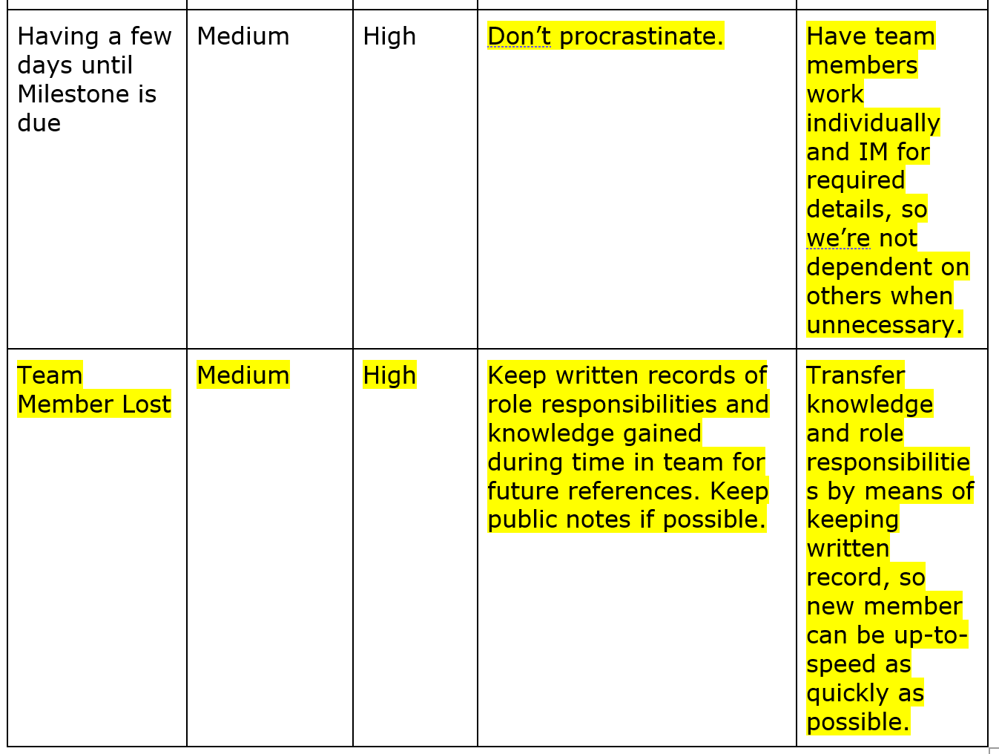 Having a few
days until
Milestone is
due
Medium
High
Don’t procrastinate.
Have team
members
work
individually
and IM for
required
details, so
we’re not
dependent on
others when
unnecessary.
Team
Member Lost
Medium
High
Keep written records of
role responsibilities and
knowledge gained
during time in team for
future references. Keep
public notes if possible.
Transfer
knowledge
and role
responsibilitie
s by means of
keeping
written
record, so
new member
can be up-to-
speed as
quickly as
possible.